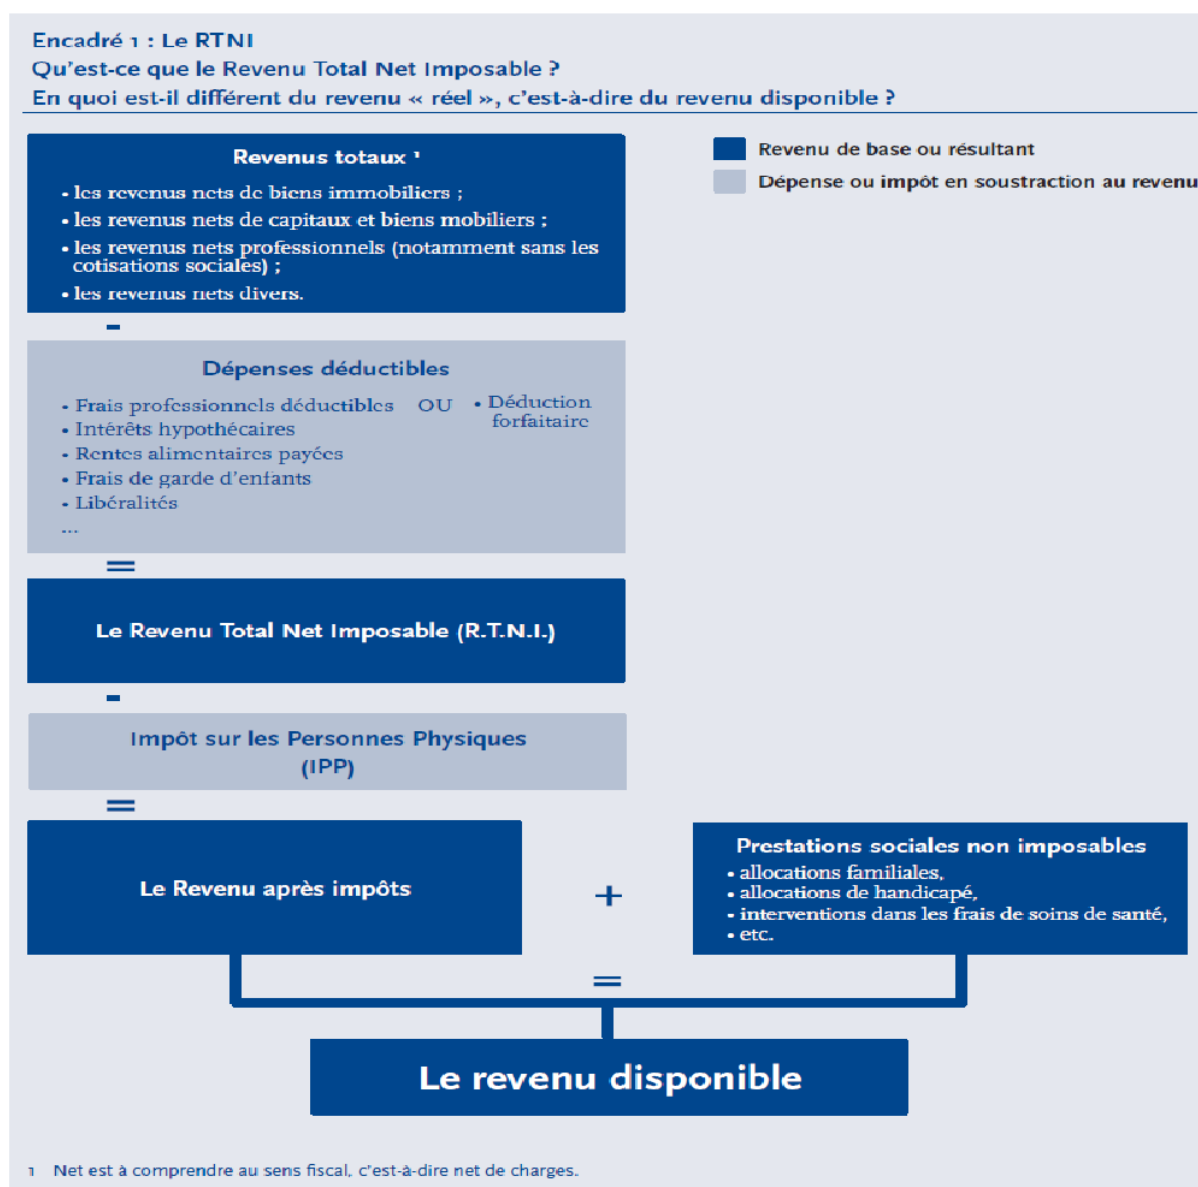 Encadré 1 : Le RTNI
Qu’est-ce que le Revenu Total Net Imposable ?
En quoi est-il différent du revenu « réel », c’est-à-dire du revenu disponible ?
Revenus totaux ¹
• les revenus nets de biens immobiliers ;
• les revenus nets de capitaux et biens mobiliers ;
• les revenus nets professionnels (notamment sans les
cotisations sociales) ;
• les revenus nets divers.
Revenu de base ou résultant
Dépense ou impôt en soustraction au revenu
-
Dépenses déductibles
• Frais professionnels déductibles OU • Déduction
forfaitaire
• Intérêts hypothécaires
• Rentes alimentaires payées
• Frais de garde d’enfants
• Libéralités
...
=
Le Revenu Total Net Imposable (R.T.N.I.)
-
Impôt sur les Personnes Physiques
(IPP)
=
Le Revenu après impôts
+
Prestations sociales non imposables
• allocations familiales,
• allocations de handicapé,
• interventions dans les frais de soins de santé,
• etc.
=
Le revenu disponible
1 Net est à comprendre au sens fiscal, c’est-à-dire net de charges.